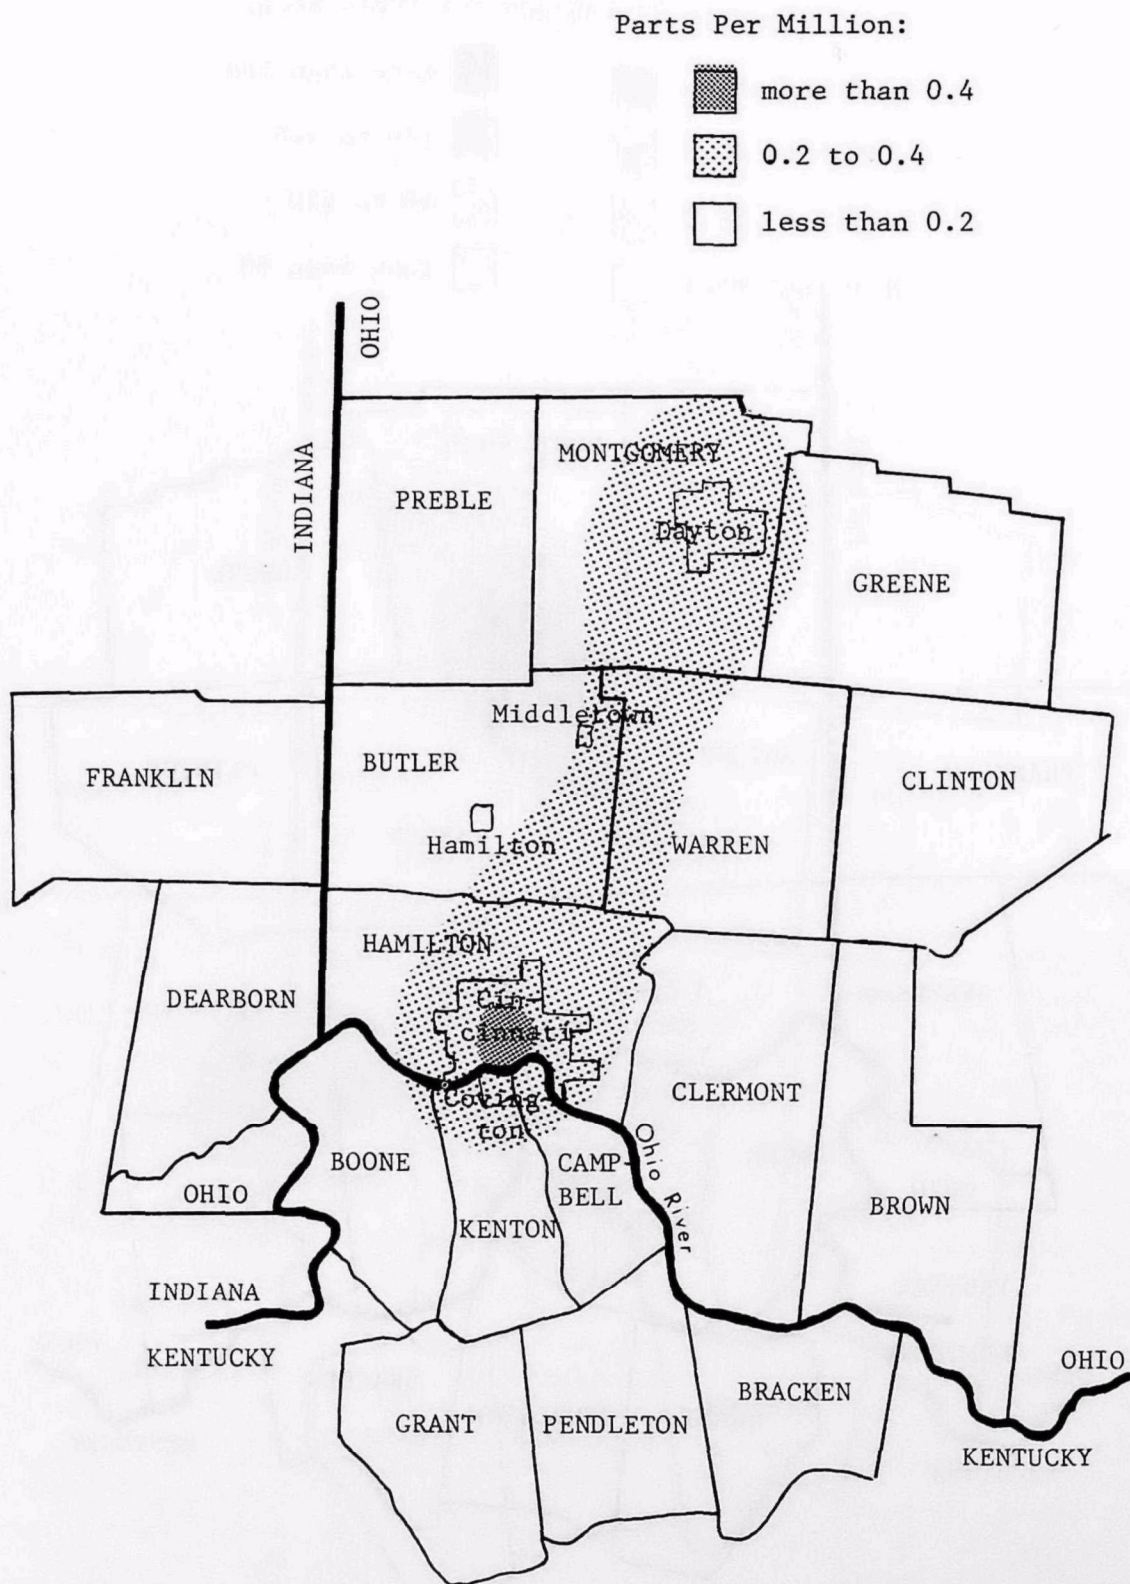 Parts Per Million:
more than 0.4
0.2 to 0.4
less than 0.2
OHIO
INDIANA
MONTGOMERY
PREBLE
Dayton
GREENE
Middletown
FRANKLIN
BUTLER
CLINTON
Hamilton
WARREN
HAMILTON
DEARBORN
Cin-
cinnati
CLERMONT
Coving-
ton
BOONE
CAMP-
BELL
Ohio River
OHIO
KENTON
BROWN
INDIANA
KENTUCKY
OHIO
BRACKEN
GRANT
PENDLETON
KENTUCKY